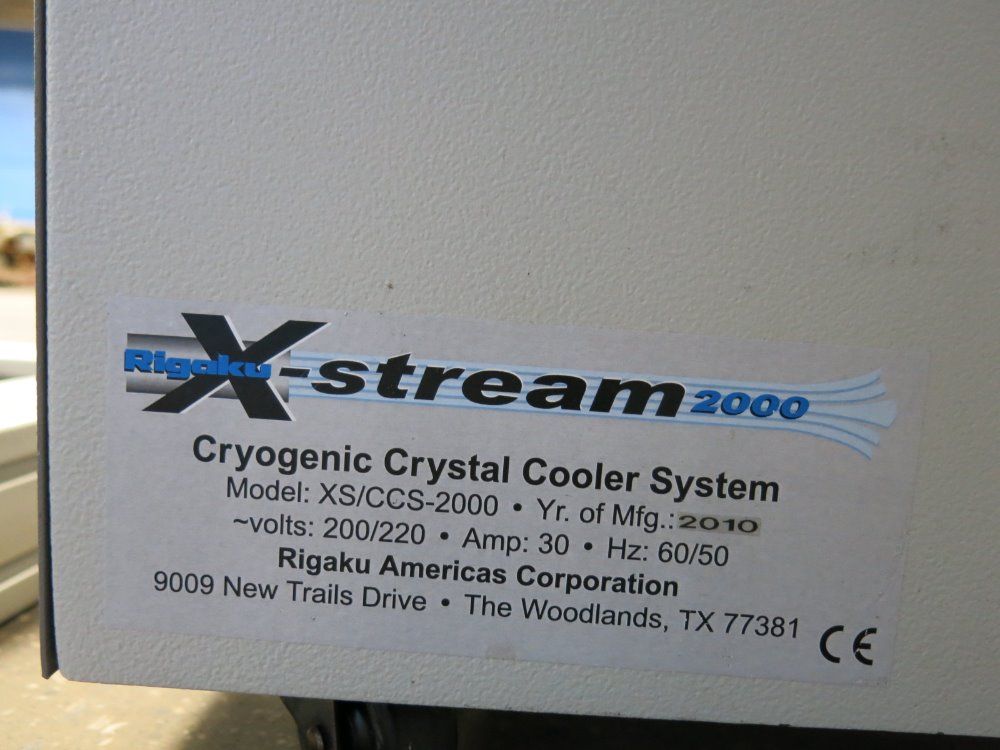 Rigaku X-stream 2000
Cryogenic Crystal Cooler System
Model: XS/CCS-2000 • Yr. of Mfg.: 2010
~volts: 200/220 • Amp: 30 • Hz: 60/50
Rigaku Americas Corporation
9009 New Trails Drive • The Woodlands, TX 77381
CE